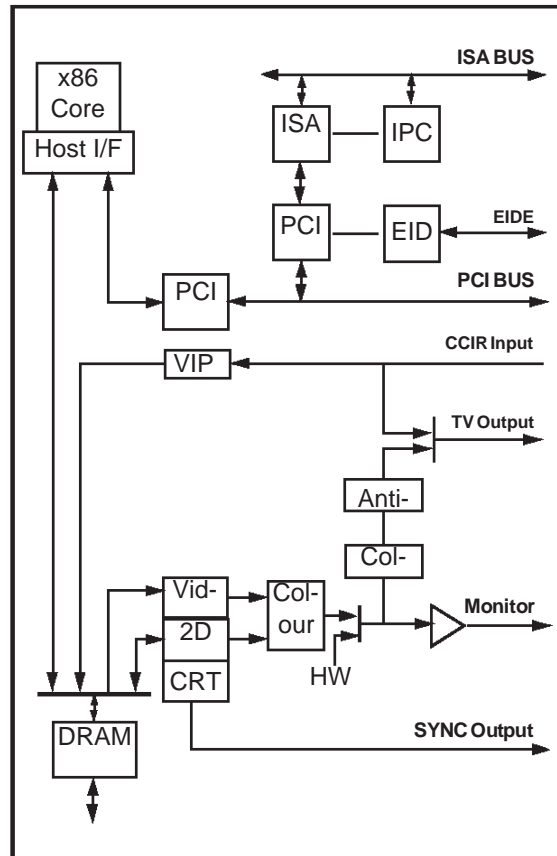 ISA BUS
x86
Core
Host I/F
ISA
IPC
PCI
EID
EIDE
PCI
PCI BUS
CCIR Input
VIP
TV Output
Anti-
Col-
Vid-
Col-
our
2D
Monitor
HW
CRT
SYNC Output
DRAM